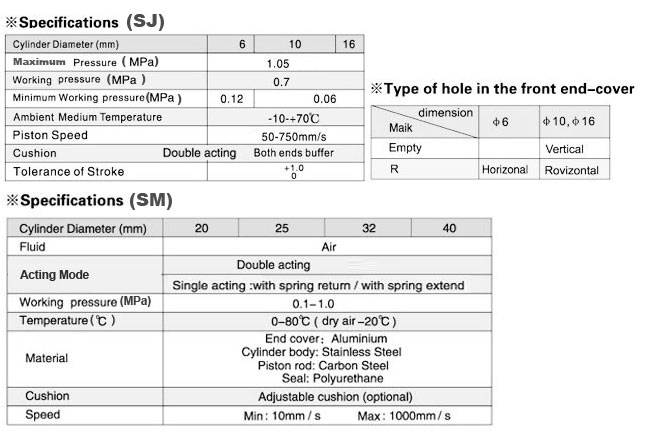 ※Specifications (SJ)
Cylinder Diameter (mm) 6 10 16
Maximum Pressure ( MPa) 1.05
Working pressure (MPa ) 0.7
Minimum Working pressure(MPa ) 0.12 0.06
Ambient Medium Temperature -10-+70℃
Piston Speed 50-750mm/s
Cushion Double acting Both ends buffer
Tolerance of Stroke +1.0 0
※Type of hole in the front end-cover
dimension Maik φ6 φ10, φ16
Empty Vertical
R Horizonal Rovizontal
※Specifications (SM)
Cylinder Diameter (mm) 20 25 32 40
Fluid Air
Acting Mode Double acting
Single acting :with spring return / with spring extend
Working pressure (MPa) 0.1-1.0
Temperature ( ℃ ) 0-80℃ ( dry air -20℃ )
Material End cover; Aluminium
Cylinder body: Stainless Steel
Piston rod: Carbon Steel
Seal: Polyurethane
Cushion Adjustable cushion (optional)
Speed Min : 10mm / s Max : 1000mm / s